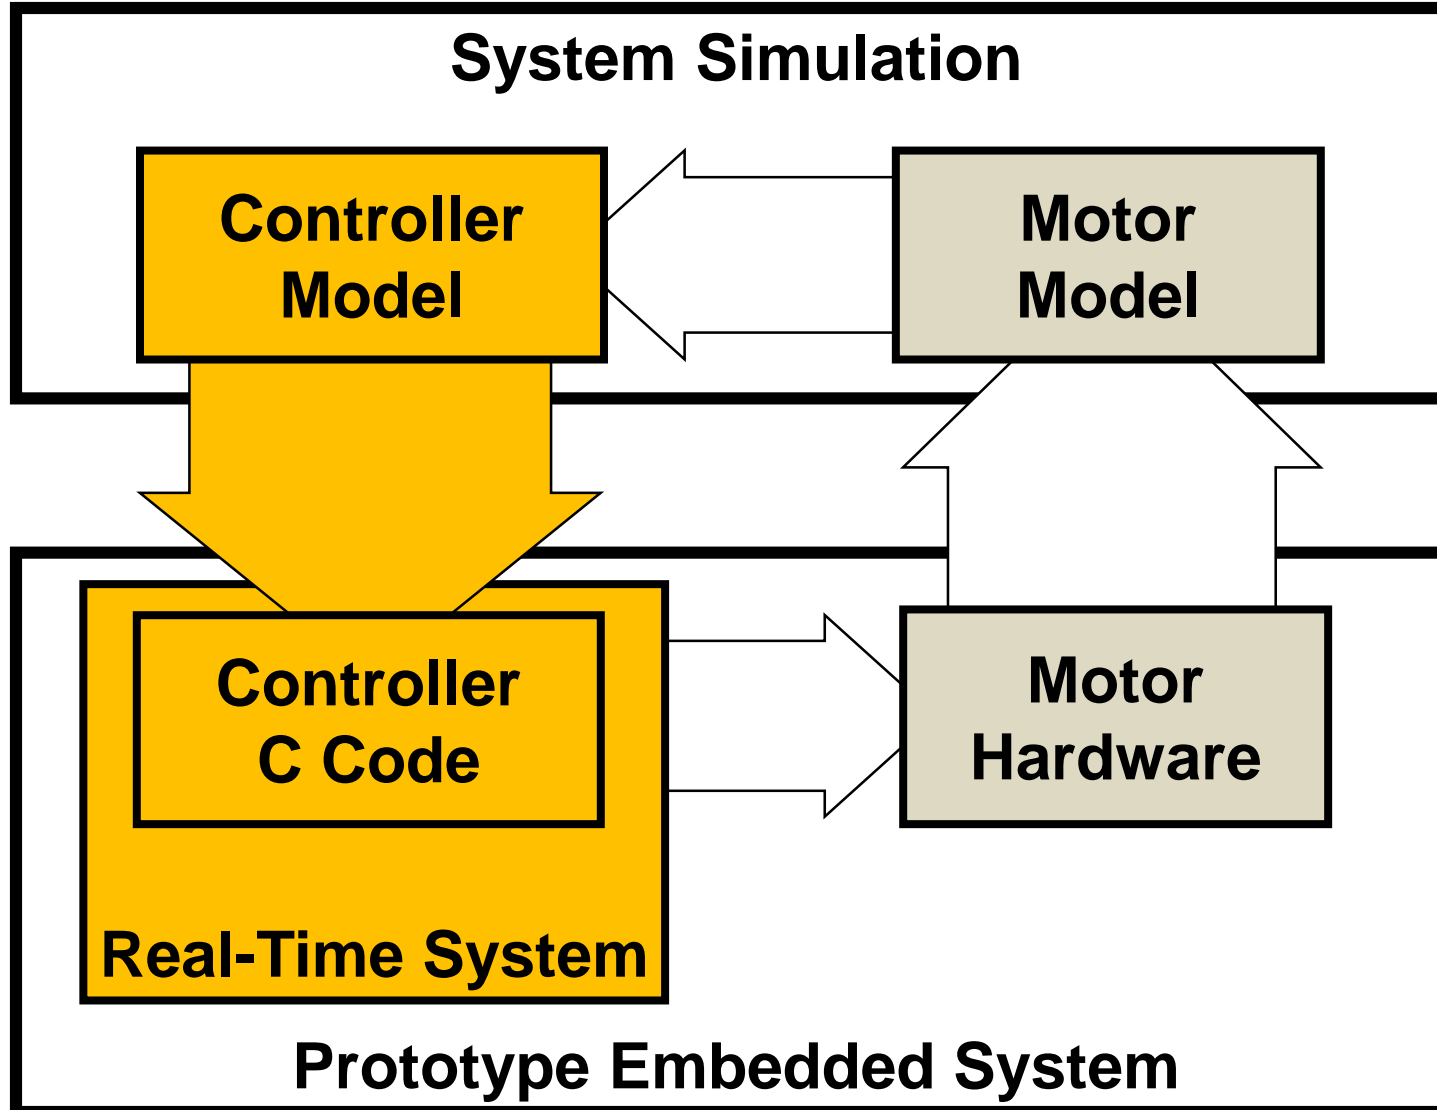 System Simulation
Controller
Model
Motor
Model
Controller
C Code
Motor
Hardware
Real-Time System
Prototype Embedded System